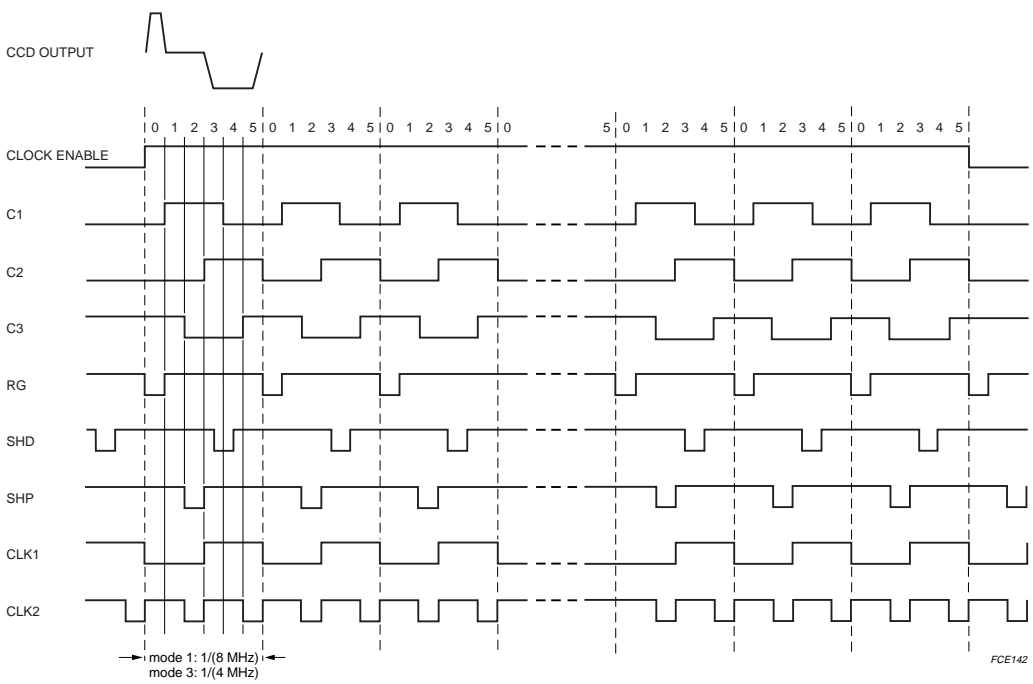 CCD OUTPUT
0 1 2 3 4 5 0 1 2 3 4 5 0 1 2 3 4 5 0 5 0 1 2 3 4 5 0 1 2 3 4 5 0 1 2 3 4 5
CLOCK ENABLE
C1
C2
C3
RG
SHD
SHP
CLK1
CLK2
mode 1: 1/(8 MHz)
mode 3: 1/(4 MHz)
FCE142